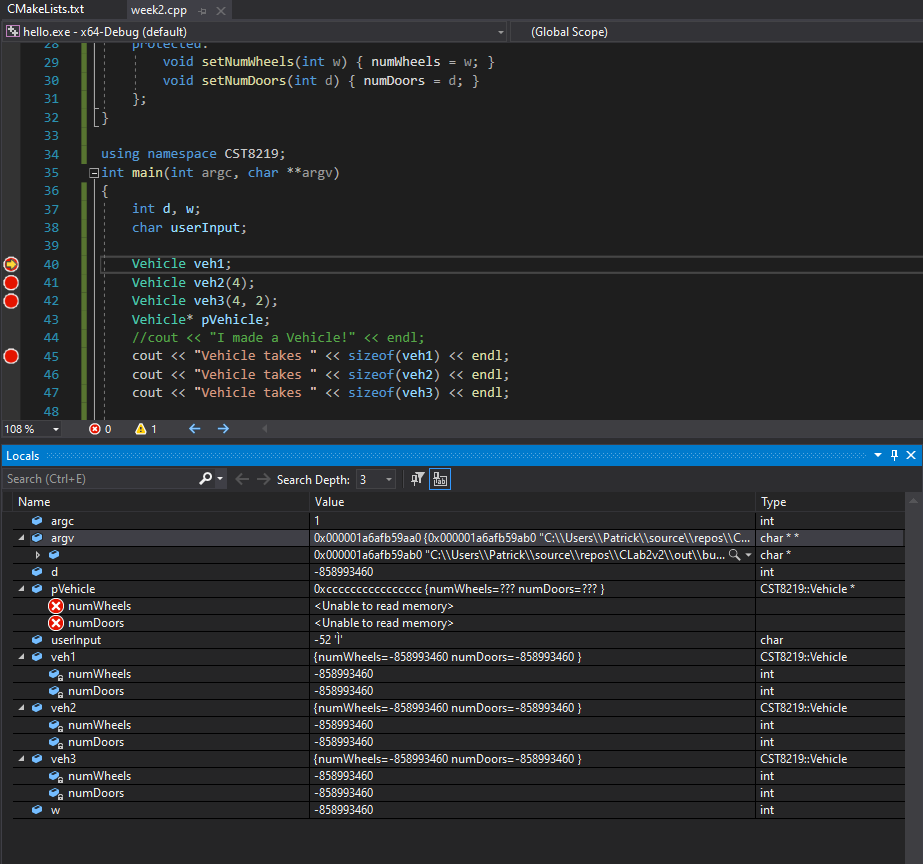 CMakeLists.txt week2.cpp
hello.exe - x64-Debug (default) (Global Scope)
28 protected:
29 void setNumWheels(int w) { numWheels = w; }
30 void setNumDoors(int d) { numDoors = d; }
31 };
32 }
33
34 using namespace CST8219;
35 int main(int argc, char **argv)
36 {
37 int d, w;
38 char userInput;
39
40 Vehicle veh1;
41 Vehicle veh2(4);
42 Vehicle veh3(4, 2);
43 Vehicle* pVehicle;
44 //cout << "I made a Vehicle!" << endl;
45 cout << "Vehicle takes " << sizeof(veh1) << endl;
46 cout << "Vehicle takes " << sizeof(veh2) << endl;
47 cout << "Vehicle takes " << sizeof(veh3) << endl;
48
108 % 0 1
Locals
Search (Ctrl+E) Search Depth: 3
Name Value Type
argc 1 int
argv 0x000001a6afb59aa0 {0x000001a6afb59ab0 "C:\\Users\\Patrick\\source\\repos\\C... char * *
0x000001a6afb59ab0 "C:\\Users\\Patrick\\source\\repos\\CLab2v2\\out\\bu... char *
d -858993460 int
pVehicle 0xcccccccccccccccc {numWheels=??? numDoors=??? } CST8219::Vehicle *
numWheels <Unable to read memory>
numDoors <Unable to read memory>
userInput -52 'Ì' char
veh1 {numWheels=-858993460 numDoors=-858993460 } CST8219::Vehicle
numWheels -858993460 int
numDoors -858993460 int
veh2 {numWheels=-858993460 numDoors=-858993460 } CST8219::Vehicle
numWheels -858993460 int
numDoors -858993460 int
veh3 {numWheels=-858993460 numDoors=-858993460 } CST8219::Vehicle
numWheels -858993460 int
numDoors -858993460 int
w -858993460 int